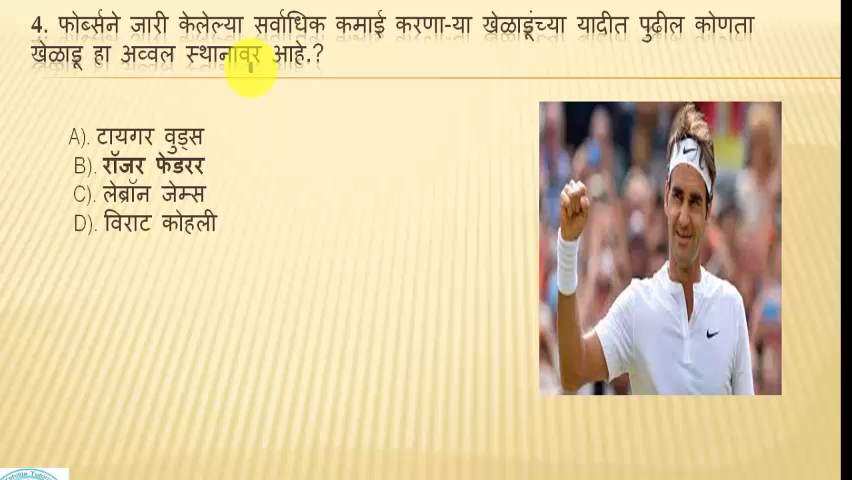 4. फोर्ब्सने जारी केलेल्या सर्वाधिक कमाई करणा-या खेळाडूंच्या यादीत पुढील कोणता
खेळाडू हा अव्वल स्थानावर आहे.?
A). टायगर वुड्स
B). रॉजर फेडरर
C). लेब्रॉन जेम्स
D). विराट कोहली